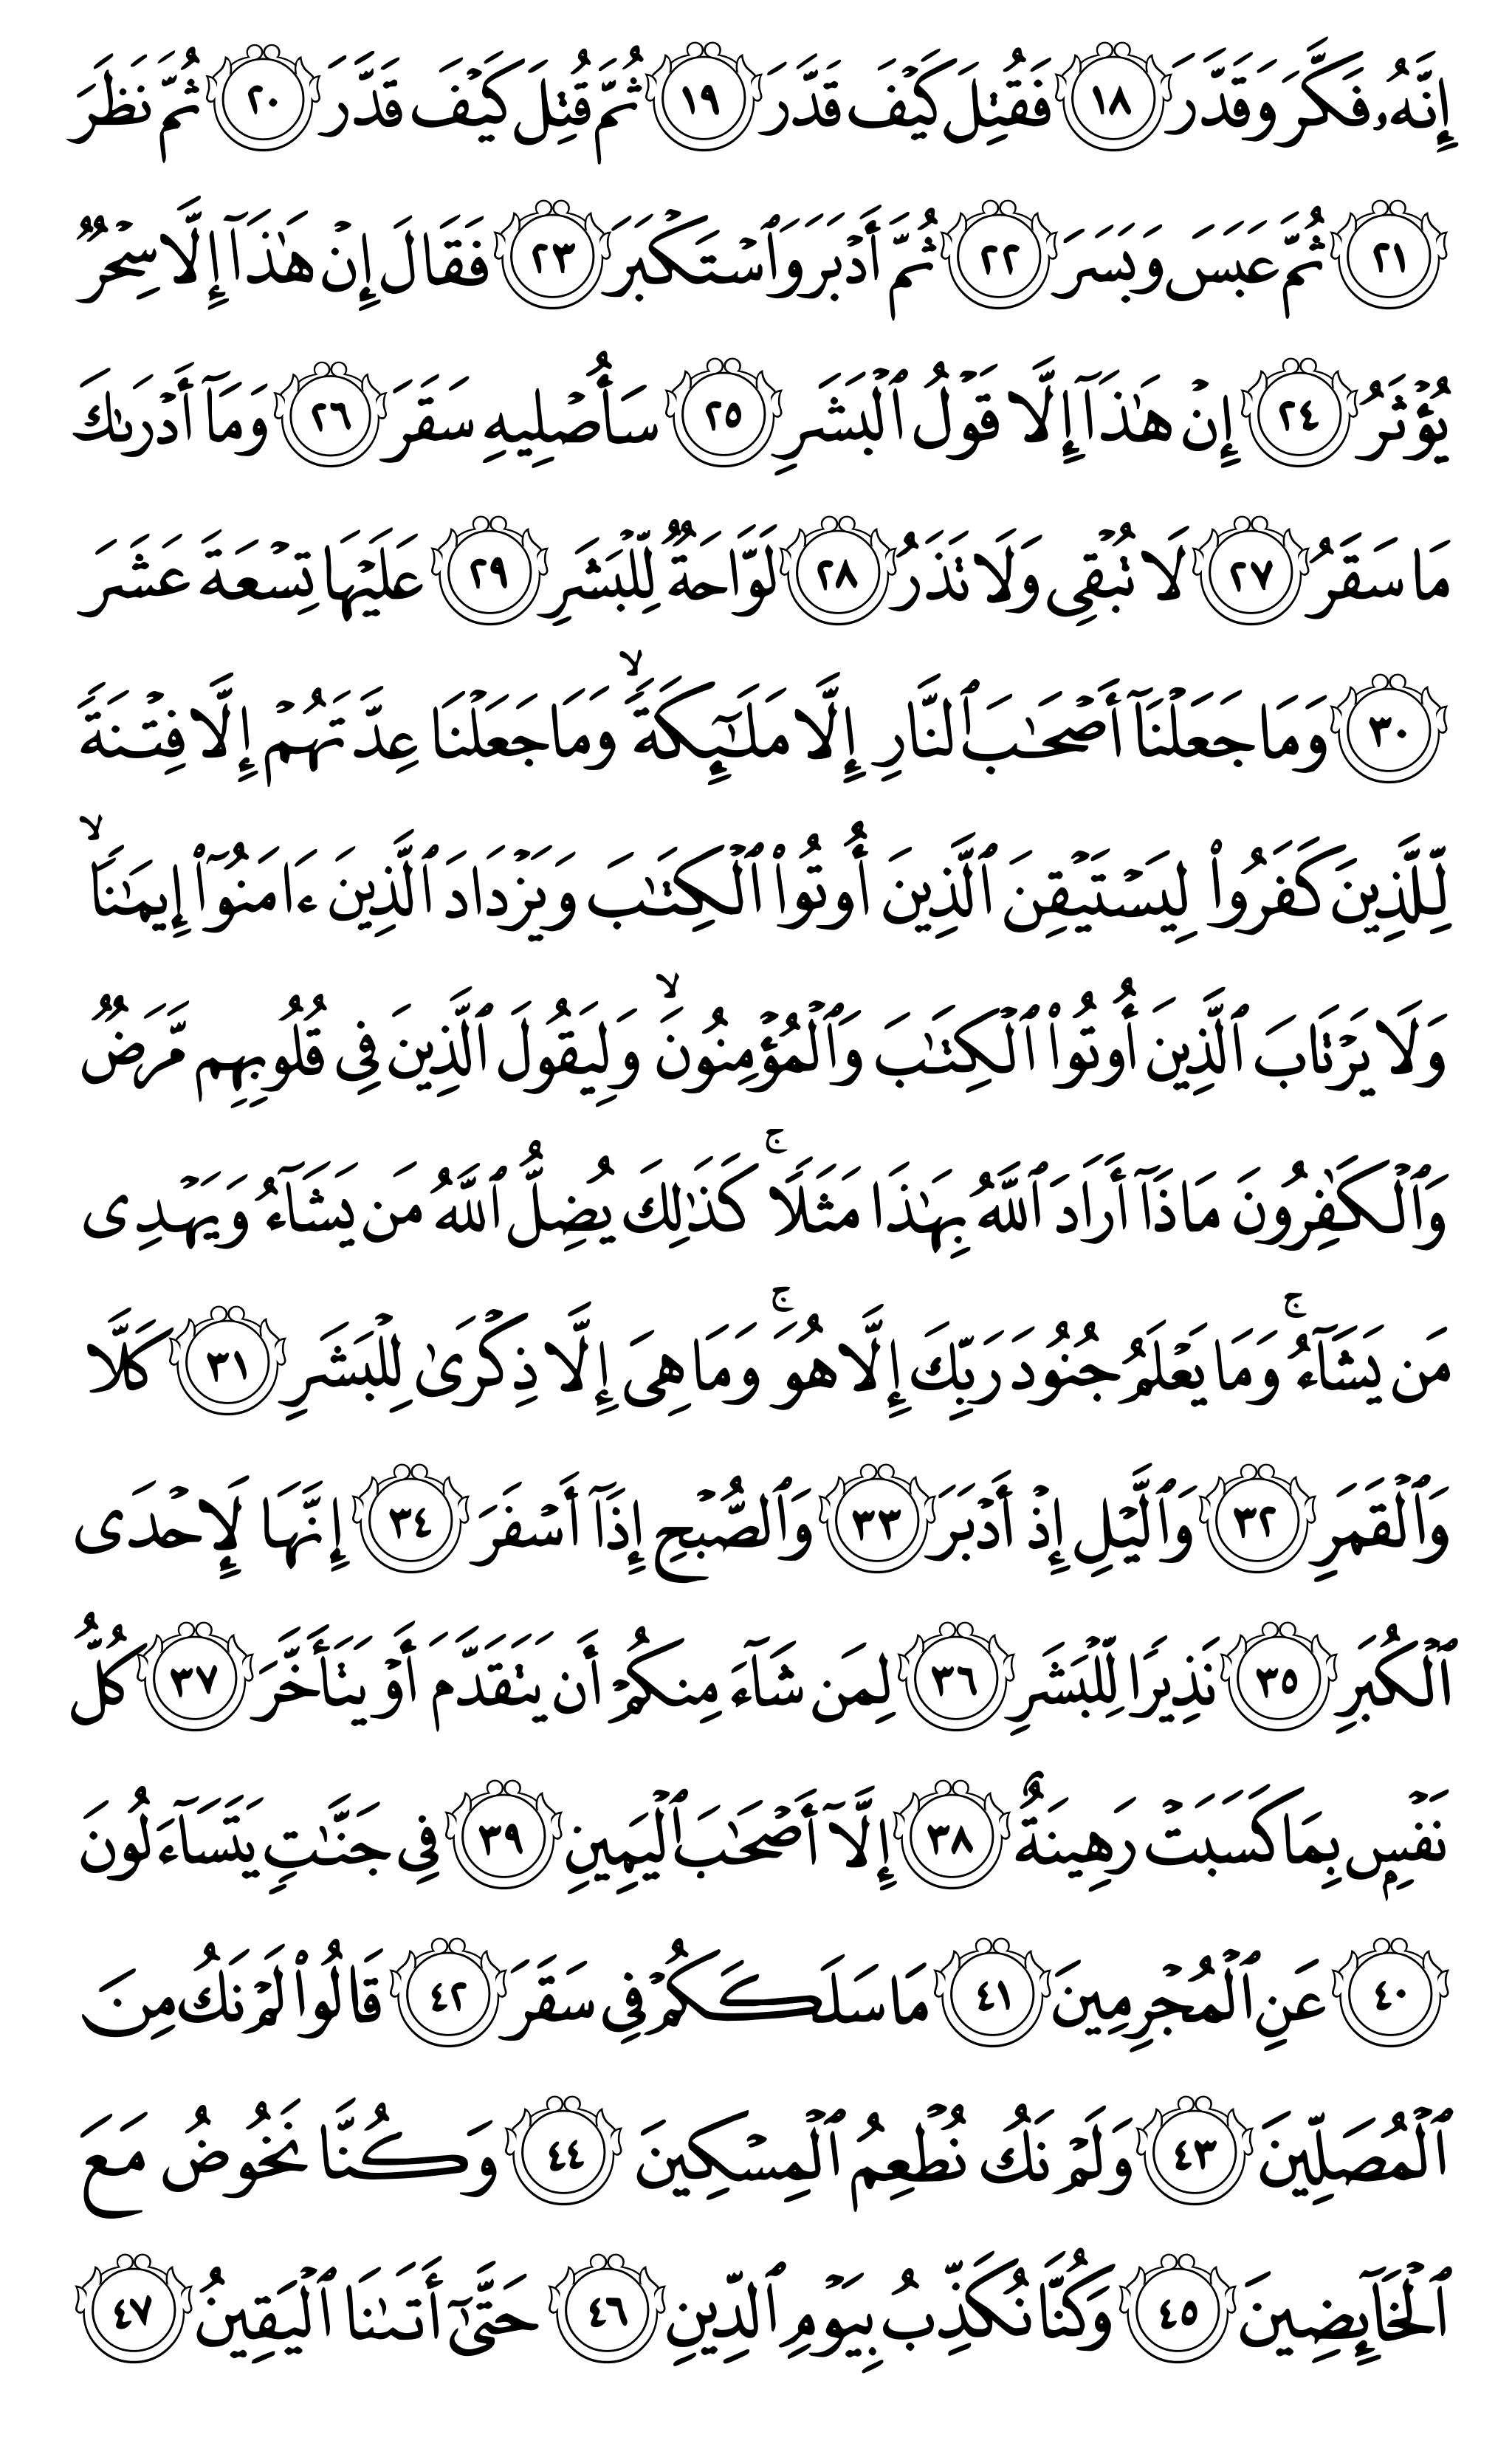 إِنَّهُۥ فَكَّرَ وَقَدَّرَ ١٨ فَقُتِلَ كَيْفَ قَدَّرَ ١٩ ثُمَّ قُتِلَ كَيْفَ قَدَّرَ ٢٠ ثُمَّ نَظَرَ
٢١ ثُمَّ عَبَسَ وَبَسَرَ ٢٢ ثُمَّ أَدْبَرَ وَٱسْتَكْبَرَ ٢٣ فَقَالَ إِنْ هَٰذَآ إِلَّا سِحْرٌ
يُؤْثَرُ ٢٤ إِنْ هَٰذَآ إِلَّا قَوْلُ ٱلْبَشَرِ ٢٥ سَأُصْلِيهِ سَقَرَ ٢٦ وَمَآ أَدْرَىٰكَ
مَا سَقَرُ ٢٧ لَا تُبْقِى وَلَا تَذَرُ ٢٨ لَوَّاحَةٌ لِّلْبَشَرِ ٢٩ عَلَيْهَا تِسْعَةَ عَشَرَ
٣٠ وَمَا جَعَلْنَآ أَصْحَٰبَ ٱلنَّارِ إِلَّا مَلَٰٓئِكَةً ۙ وَمَا جَعَلْنَا عِدَّتَهُمْ إِلَّا فِتْنَةً
لِّلَّذِينَ كَفَرُوا۟ لِيَسْتَيْقِنَ ٱلَّذِينَ أُوتُوا۟ ٱلْكِتَٰبَ وَيَزْدَادَ ٱلَّذِينَ ءَامَنُوٓا۟ إِيمَٰنًا ۙ
وَلَا يَرْتَابَ ٱلَّذِينَ أُوتُوا۟ ٱلْكِتَٰبَ وَٱلْمُؤْمِنُونَ ۙ وَلِيَقُولَ ٱلَّذِينَ فِى قُلُوبِهِم مَّرَضٌ
وَٱلْكَٰفِرُونَ مَاذَآ أَرَادَ ٱللَّهُ بِهَٰذَا مَثَلًا ۚ كَذَٰلِكَ يُضِلُّ ٱللَّهُ مَن يَشَآءُ وَيَهْدِى
مَن يَشَآءُ ۚ وَمَا يَعْلَمُ جُنُودَ رَبِّكَ إِلَّا هُوَ ۚ وَمَا هِىَ إِلَّا ذِكْرَىٰ لِلْبَشَرِ ٣١ كَلَّا
وَٱلْقَمَرِ ٣٢ وَٱلَّيْلِ إِذْ أَدْبَرَ ٣٣ وَٱلصُّبْحِ إِذَآ أَسْفَرَ ٣٤ إِنَّهَا لَإِحْدَى
ٱلْكُبَرِ ٣٥ نَذِيرًا لِّلْبَشَرِ ٣٦ لِمَن شَآءَ مِنكُمْ أَن يَتَقَدَّمَ أَوْ يَتَأَخَّرَ ٣٧ كُلُّ
نَفْسٍۭ بِمَا كَسَبَتْ رَهِينَةٌ ٣٨ إِلَّآ أَصْحَٰبَ ٱلْيَمِينِ ٣٩ فِى جَنَّٰتٍ يَتَسَآءَلُونَ
٤٠ عَنِ ٱلْمُجْرِمِينَ ٤١ مَا سَلَكَكُمْ فِى سَقَرَ ٤٢ قَالُوا۟ لَمْ نَكُ مِنَ
ٱلْمُصَلِّينَ ٤٣ وَلَمْ نَكُ نُطْعِمُ ٱلْمِسْكِينَ ٤٤ وَكُنَّا نَخُوضُ مَعَ
ٱلْخَآئِضِينَ ٤٥ وَكُنَّا نُكَذِّبُ بِيَوْمِ ٱلدِّينِ ٤٦ حَتَّىٰٓ أَتَىٰنَا ٱلْيَقِينُ ٤٧